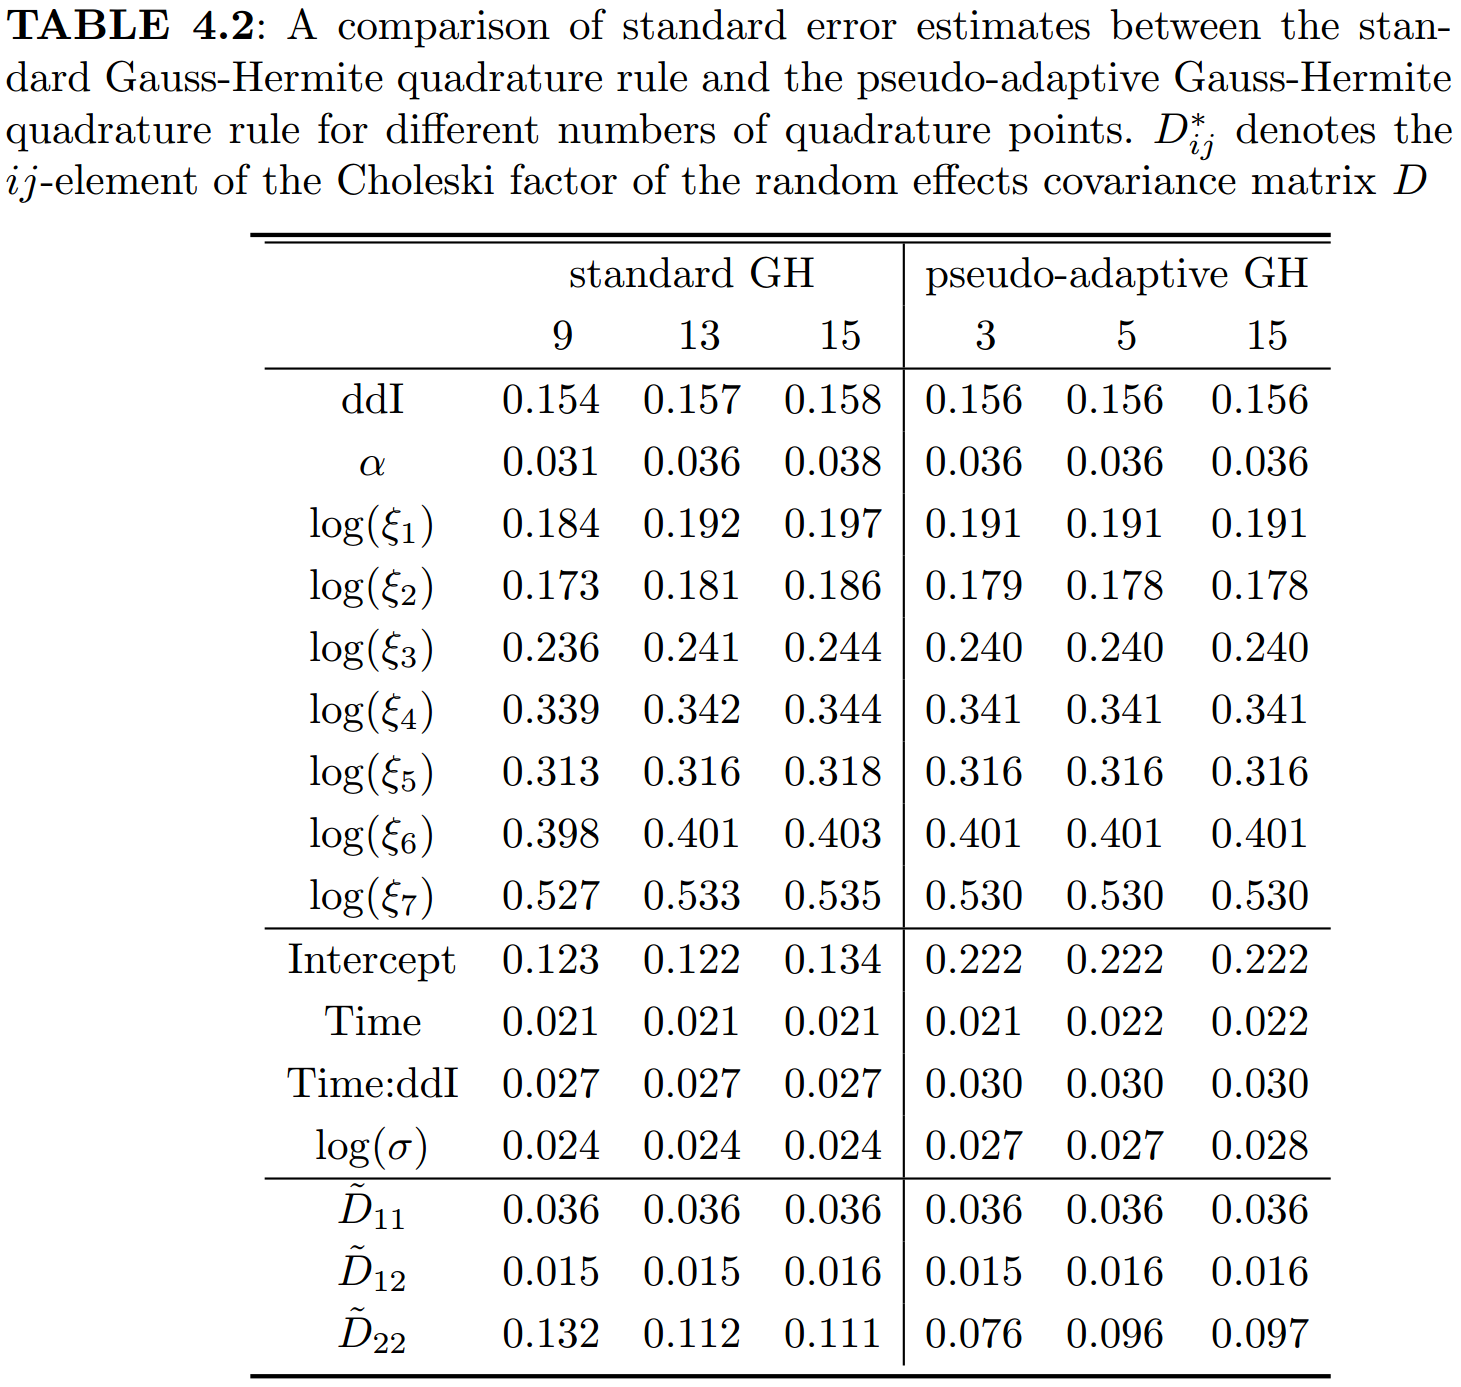 TABLE 4.2: A comparison of standard error estimates between the stan-
dard Gauss-Hermite quadrature rule and the pseudo-adaptive Gauss-Hermite
quadrature rule for different numbers of quadrature points. D*ᵢⱼ denotes the
ij-element of the Choleski factor of the random effects covariance matrix D
standard GH pseudo-adaptive GH
9 13 15 3 5 15
ddI 0.154 0.157 0.158 0.156 0.156 0.156
α 0.031 0.036 0.038 0.036 0.036 0.036
log(ξ₁) 0.184 0.192 0.197 0.191 0.191 0.191
log(ξ₂) 0.173 0.181 0.186 0.179 0.178 0.178
log(ξ₃) 0.236 0.241 0.244 0.240 0.240 0.240
log(ξ₄) 0.339 0.342 0.344 0.341 0.341 0.341
log(ξ₅) 0.313 0.316 0.318 0.316 0.316 0.316
log(ξ₆) 0.398 0.401 0.403 0.401 0.401 0.401
log(ξ₇) 0.527 0.533 0.535 0.530 0.530 0.530
Intercept 0.123 0.122 0.134 0.222 0.222 0.222
Time 0.021 0.021 0.021 0.021 0.022 0.022
Time:ddI 0.027 0.027 0.027 0.030 0.030 0.030
log(σ) 0.024 0.024 0.024 0.027 0.027 0.028
D̃₁₁ 0.036 0.036 0.036 0.036 0.036 0.036
D̃₁₂ 0.015 0.015 0.016 0.015 0.016 0.016
D̃₂₂ 0.132 0.112 0.111 0.076 0.096 0.097